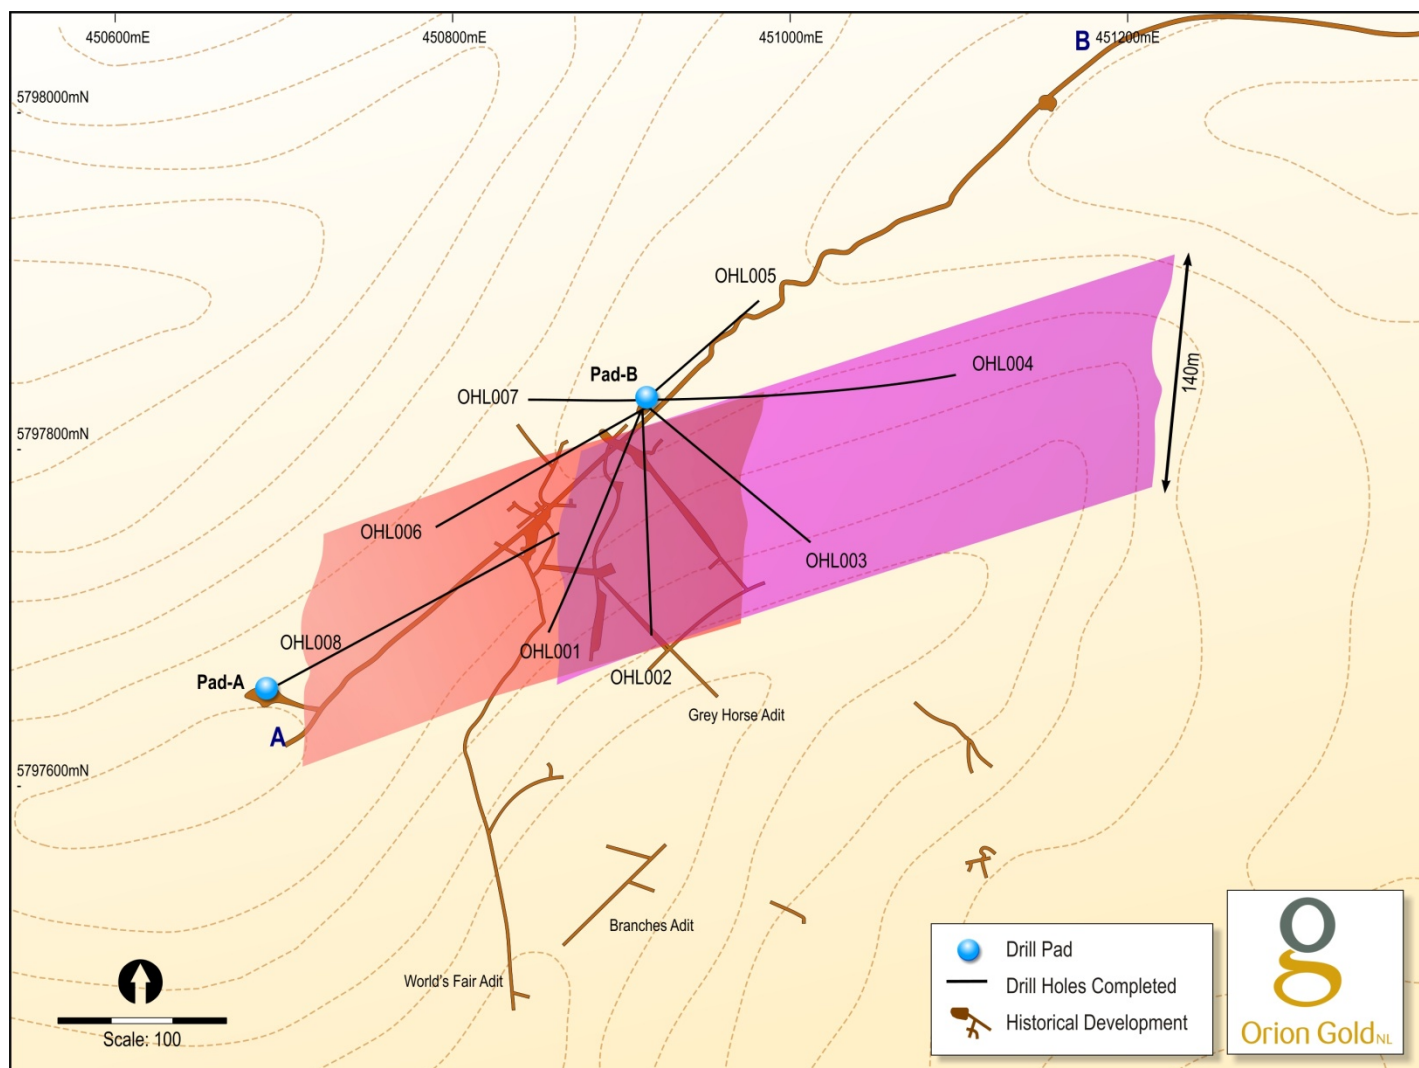 450600mE
450800mE
451000mE
B
451200mE
5798000mN
OHL005
Pad-B
OHL004
OHL007
140m
5797800mN
OHL006
OHL003
OHL008
OHL001
OHL002
Pad-A
Grey Horse Adit
A
5797600mN
Branches Adit
World's Fair Adit
Scale: 100
Drill Pad
Drill Holes Completed
Historical Development
Orion Gold NL